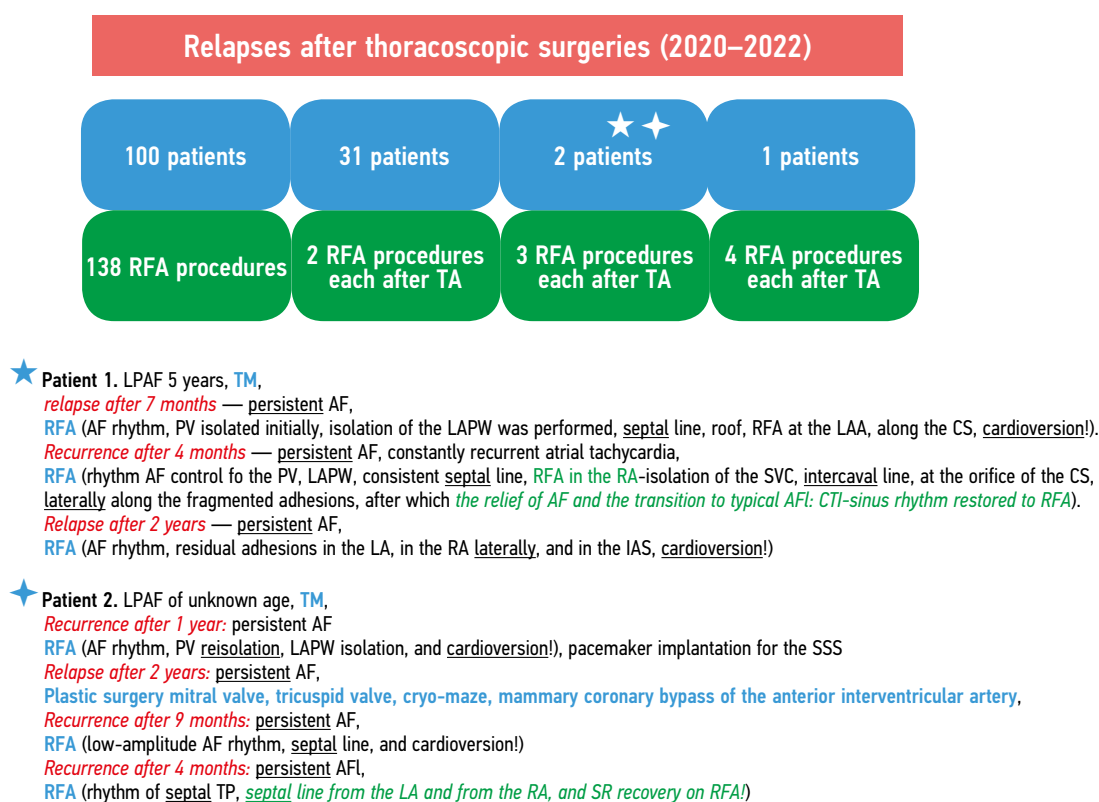 Relapses after thoracoscopic surgeries (2020–2022)
100 patients
31 patients
2 patients
1 patients
138 RFA procedures
2 RFA procedures
each after TA
3 RFA procedures
each after TA
4 RFA procedures
each after TA
Patient 1. LPAF 5 years, TM,
relapse after 7 months — persistent AF,
RFA (AF rhythm, PV isolated initially, isolation of the LAPW was performed, septal line, roof, RFA at the LAA, along the CS, cardioversion!).
Recurrence after 4 months — persistent AF, constantly recurrent atrial tachycardia,
RFA (rhythm AF control fo the PV, LAPW, consistent septal line, RFA in the RA-isolation of the SVC, intercaval line, at the orifice of the CS,
laterally along the fragmented adhesions, after which the relief of AF and the transition to typical AFl: CTI-sinus rhythm restored to RFA).
Relapse after 2 years — persistent AF,
RFA (AF rhythm, residual adhesions in the LA, in the RA laterally, and in the IAS, cardioversion!)
Patient 2. LPAF of unknown age, TM,
Recurrence after 1 year: persistent AF
RFA (AF rhythm, PV reisolation, LAPW isolation, and cardioversion!), pacemaker implantation for the SSS
Relapse after 2 years: persistent AF,
Plastic surgery mitral valve, tricuspid valve, cryo-maze, mammary coronary bypass of the anterior interventricular artery,
Recurrence after 9 months: persistent AF,
RFA (low-amplitude AF rhythm, septal line, and cardioversion!)
Recurrence after 4 months: persistent AFl,
RFA (rhythm of septal TP, septal line from the LA and from the RA, and SR recovery on RFA!)